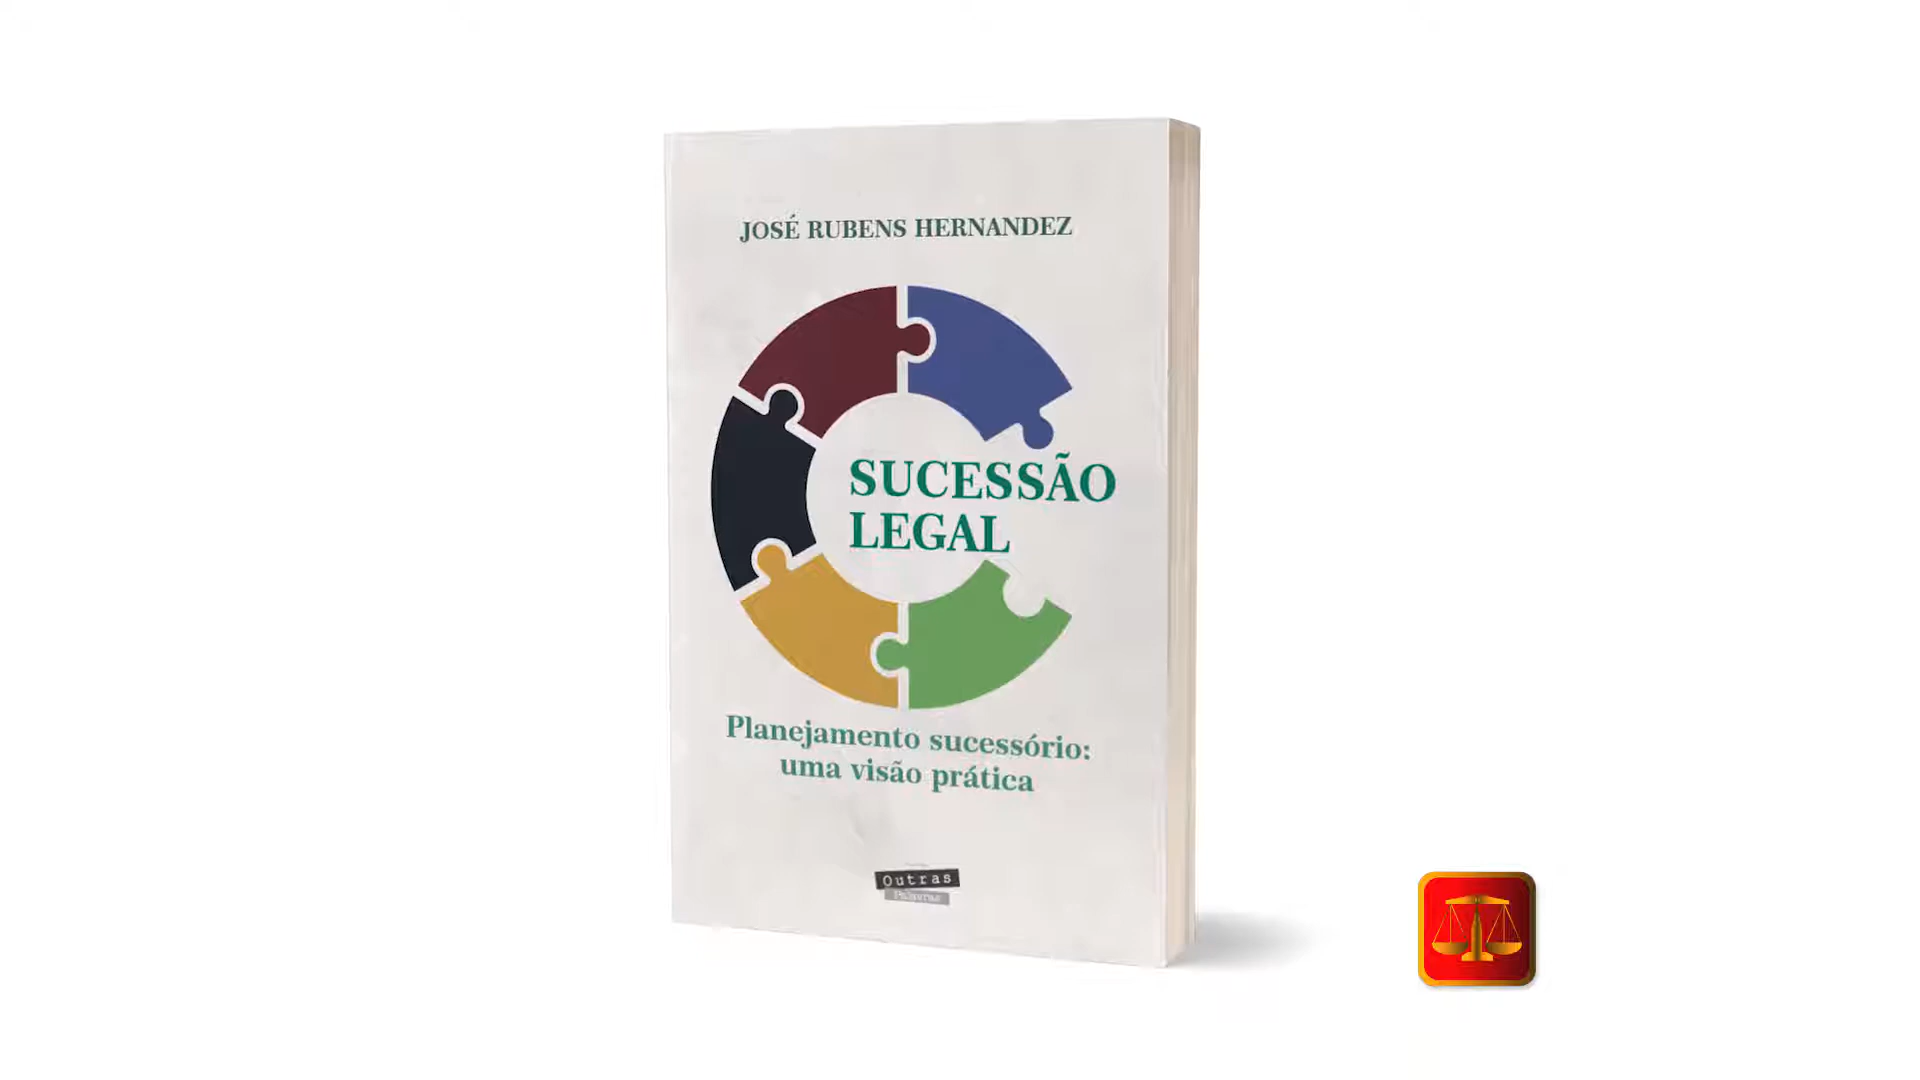 JOSÉ RUBENS HERNANDEZ
SUCESSÃO
LEGAL
Planejamento sucessório:
uma visão prática
Outras
Palavras